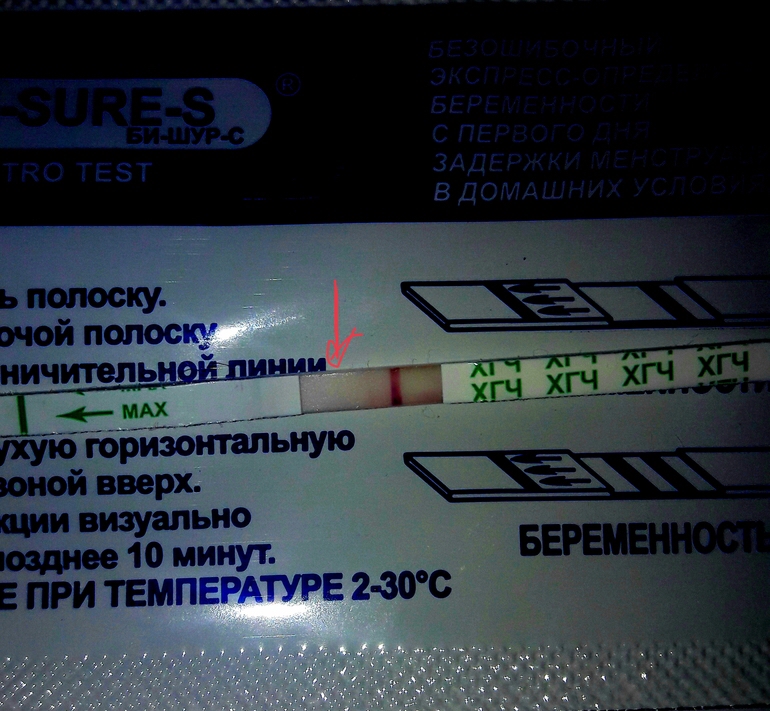 -SURE-S ®
БИ-ШУР-С
TRO TEST
БЕЗОШИБОЧНЫЙ
ЭКСПРЕСС-ОПРЕДЕ
БЕРЕМЕННОСТИ
С ПЕРВОГО ДНЯ
ЗАДЕРЖКИ МЕНСТРУА
В ДОМАШНИХ УСЛОВИ
ь полоску.
очой полоску
ничительной линии
MAX
ХГЧ ХГЧ ХГЧ ХГЧ
ХГЧ ХГЧ ХГЧ ХГЧ
ухую горизонтальную
зоной вверх.
кции визуально
позднее 10 минут.
Е ПРИ ТЕМПЕРАТУРЕ 2-30°С
БЕРЕМЕННОСТЬ